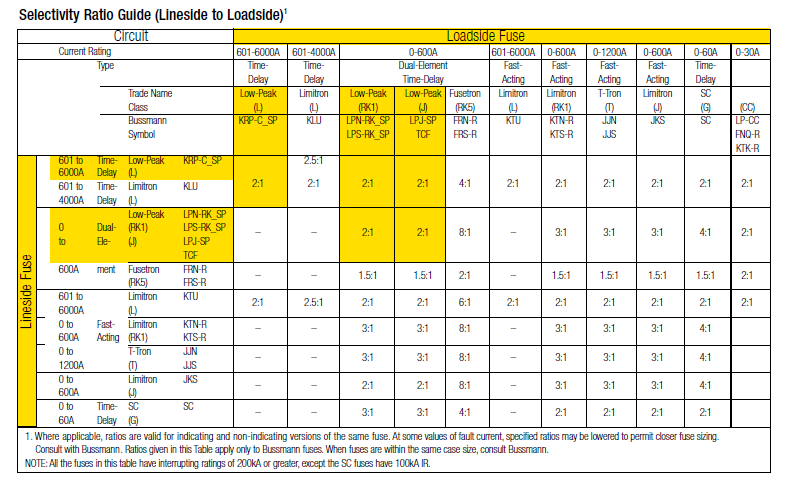 Selectivity Ratio Guide (Lineside to Loadside)¹
Circuit Loadside Fuse
Current Rating 601-6000A 601-4000A 0-600A 601-6000A 0-600A 0-1200A 0-600A 0-60A 0-30A
Type Time- Time- Dual-Element Fast- Fast- Fast- Fast- Time-
Delay Delay Time-Delay Acting Acting Acting Acting Delay
Trade Name Low-Peak Limitron Low-Peak Low-Peak Fusetron Limitron Limitron T-Tron Limitron SC
Class (L) (L) (RK1) (J) (RK5) (L) (RK1) (T) (J) (G) (CC)
Bussmann KRP-C_SP KLU LPN-RK_SP LPJ-SP FRN-R KTU KTN-R JJN JKS SC LP-CC
Symbol LPS-RK_SP TCF FRS-R KTS-R JJS FNQ-R
KTK-R
Lineside Fuse
601 to Time- Low-Peak KRP-C_SP 2.5:1
6000A Delay (L)
601 to Time- Limitron KLU 2:1 2:1 2:1 2:1 4:1 2:1 2:1 2:1 2:1 2:1 2:1
4000A Delay (L)
Low-Peak LPN-RK_SP
0 Dual- (RK1) LPS-RK_SP – – 2:1 2:1 8:1 – 3:1 3:1 3:1 4:1 2:1
to Ele- (J) LPJ-SP
TCF
600A ment Fusetron FRN-R – – 1.5:1 1.5:1 2:1 – 1.5:1 1.5:1 1.5:1 1.5:1 2:1
(RK5) FRS-R
601 to Limitron KTU 2:1 2.5:1 2:1 2:1 6:1 2:1 2:1 2:1 2:1 2:1 2:1
6000A (L)
0 to Fast- Limitron KTN-R – – 3:1 3:1 8:1 – 3:1 3:1 3:1 4:1
600A Acting (RK1) KTS-R
0 to T-Tron JJN – – 3:1 3:1 8:1 – 3:1 3:1 3:1 4:1
1200A (T) JJS
0 to Limitron JKS – – 2:1 2:1 8:1 – 3:1 3:1 3:1 4:1
600A (J)
0 to Time- SC SC – – 3:1 3:1 4:1 – 2:1 2:1 2:1 2:1
60A Delay (G)
1. Where applicable, ratios are valid for indicating and non-indicating versions of the same fuse. At some values of fault current, specified ratios may be lowered to permit closer fuse sizing.
Consult with Bussmann. Ratios given in this Table apply only to Bussmann fuses. When fuses are within the same case size, consult Bussmann.
NOTE: All the fuses in this table have interrupting ratings of 200kA or greater, except the SC fuses have 100kA IR.